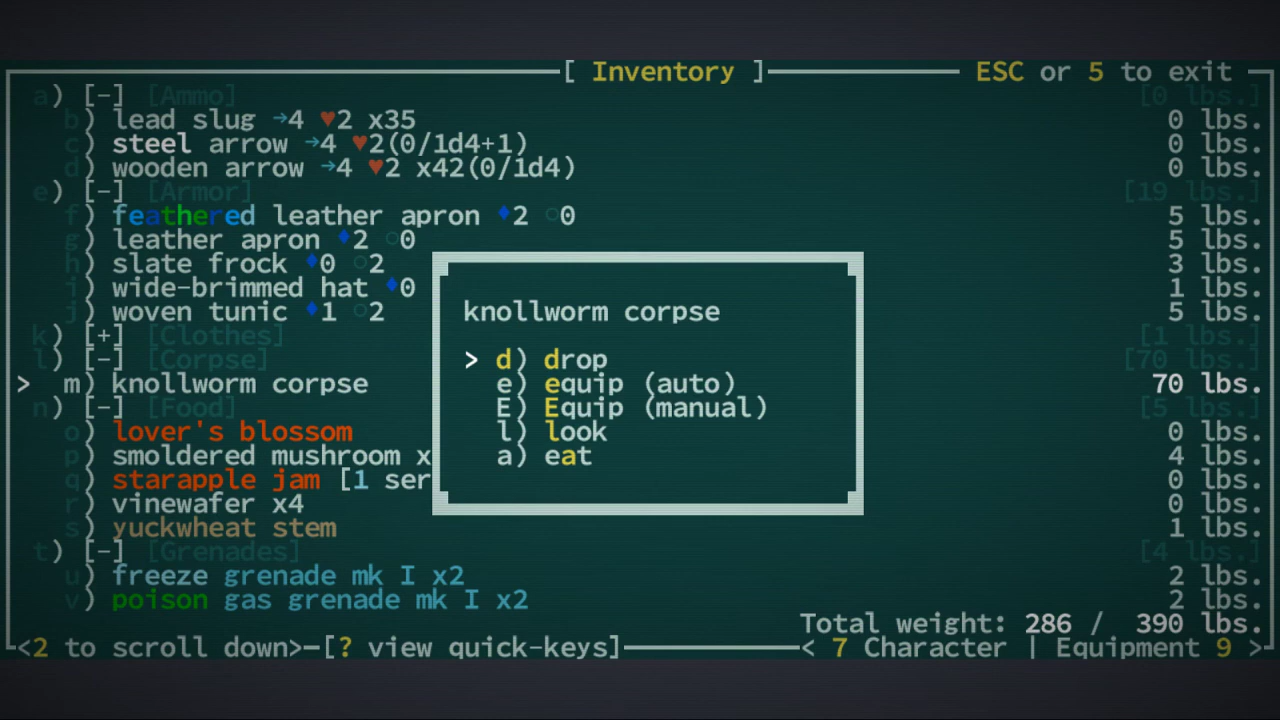 [ Inventory ] ESC or 5 to exit
a) [-] [Ammo] [0 lbs.]
b) lead slug →4 ♥2 x35 0 lbs.
c) steel arrow →4 ♥2(0/1d4+1) 0 lbs.
d) wooden arrow →4 ♥2 x42(0/1d4) 0 lbs.
e) [-] [Armor] [19 lbs.]
f) feathered leather apron ♦2 ○0 5 lbs.
g) leather apron ♦2 ○0 5 lbs.
h) slate frock ♦0 ○2 3 lbs.
i) wide-brimmed hat ♦0 1 lbs.
j) woven tunic ♦1 ○2 5 lbs.
k) [+] [Clothes] [1 lbs.]
l) [-] [Corpse] [70 lbs.]
> m) knollworm corpse 70 lbs.
n) [-] [Food] [5 lbs.]
o) lover's blossom 0 lbs.
p) smoldered mushroom x 4 lbs.
q) starapple jam [1 ser 0 lbs.
r) vinewafer x4 0 lbs.
s) yuckwheat stem 1 lbs.
t) [-] [Grenades] [4 lbs.]
u) freeze grenade mk I x2 2 lbs.
v) poison gas grenade mk I x2 2 lbs.
knollworm corpse
> d) drop
e) equip (auto)
E) Equip (manual)
l) look
a) eat
Total weight: 286 / 390 lbs.
<2 to scroll down> [? view quick-keys] < 7 Character | Equipment 9 >